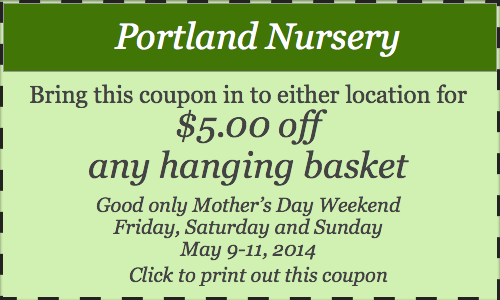 Portland Nursery
Bring this coupon in to either location for
$5.00 off
any hanging basket
Good only Mother's Day Weekend
Friday, Saturday and Sunday
May 9-11, 2014
Click to print out this coupon